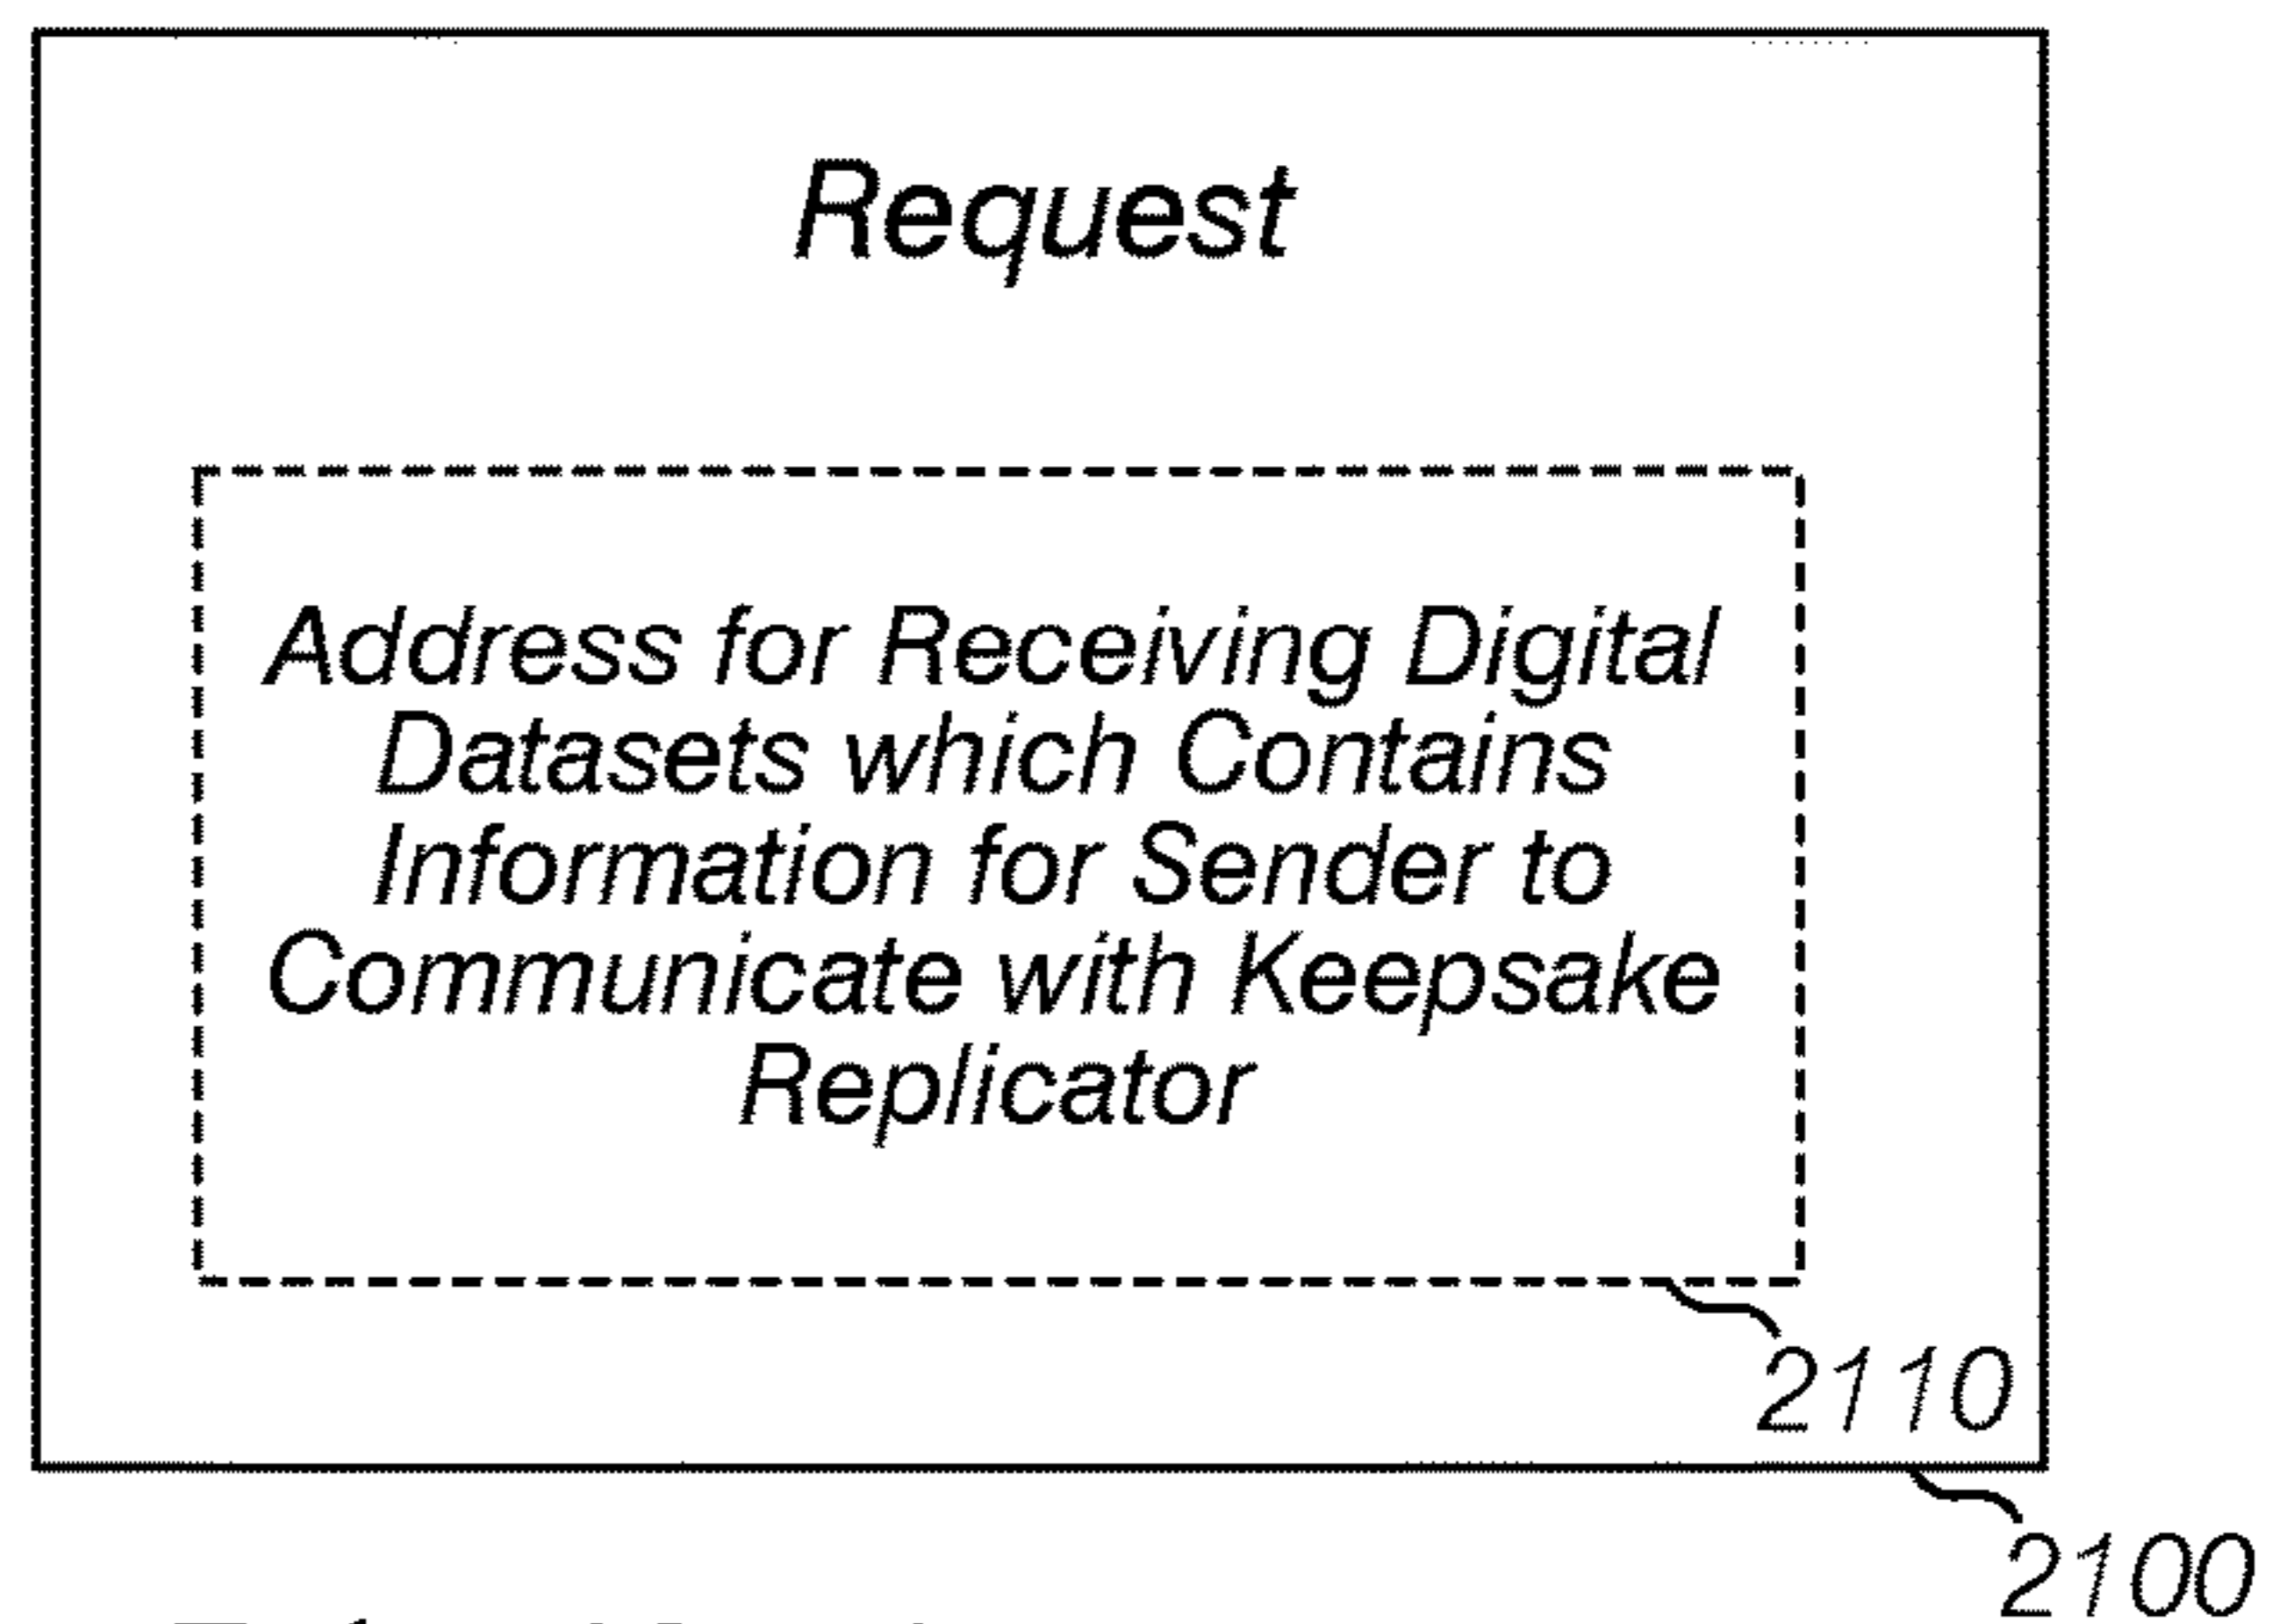 Request
Address for Receiving Digital
Datasets which Contains
Information for Sender to
Communicate with Keepsake
Replicator
2110
2100